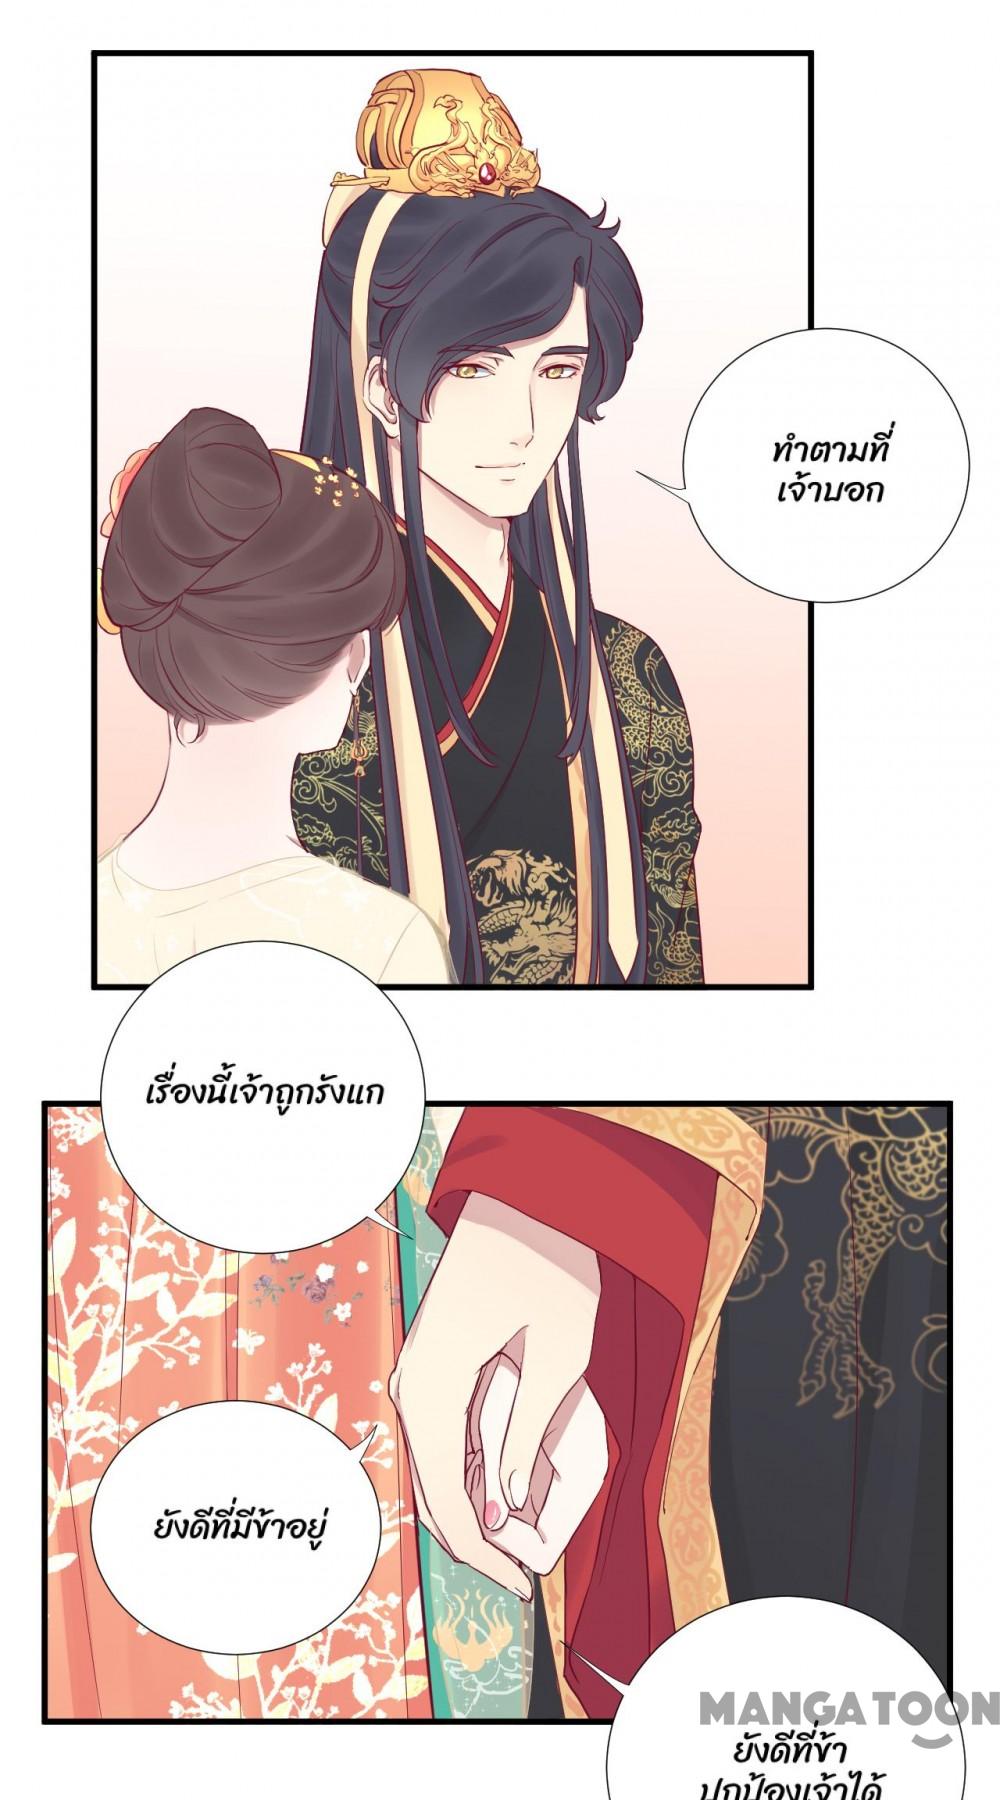 ทำตามที่
เจ้าบอก
เรื่องนี้เจ้าถูกรังแก
ยังดีที่มีข้าอยู่
MANGATOON
ยังดีที่ข้า
ปกป้องเจ้าได้